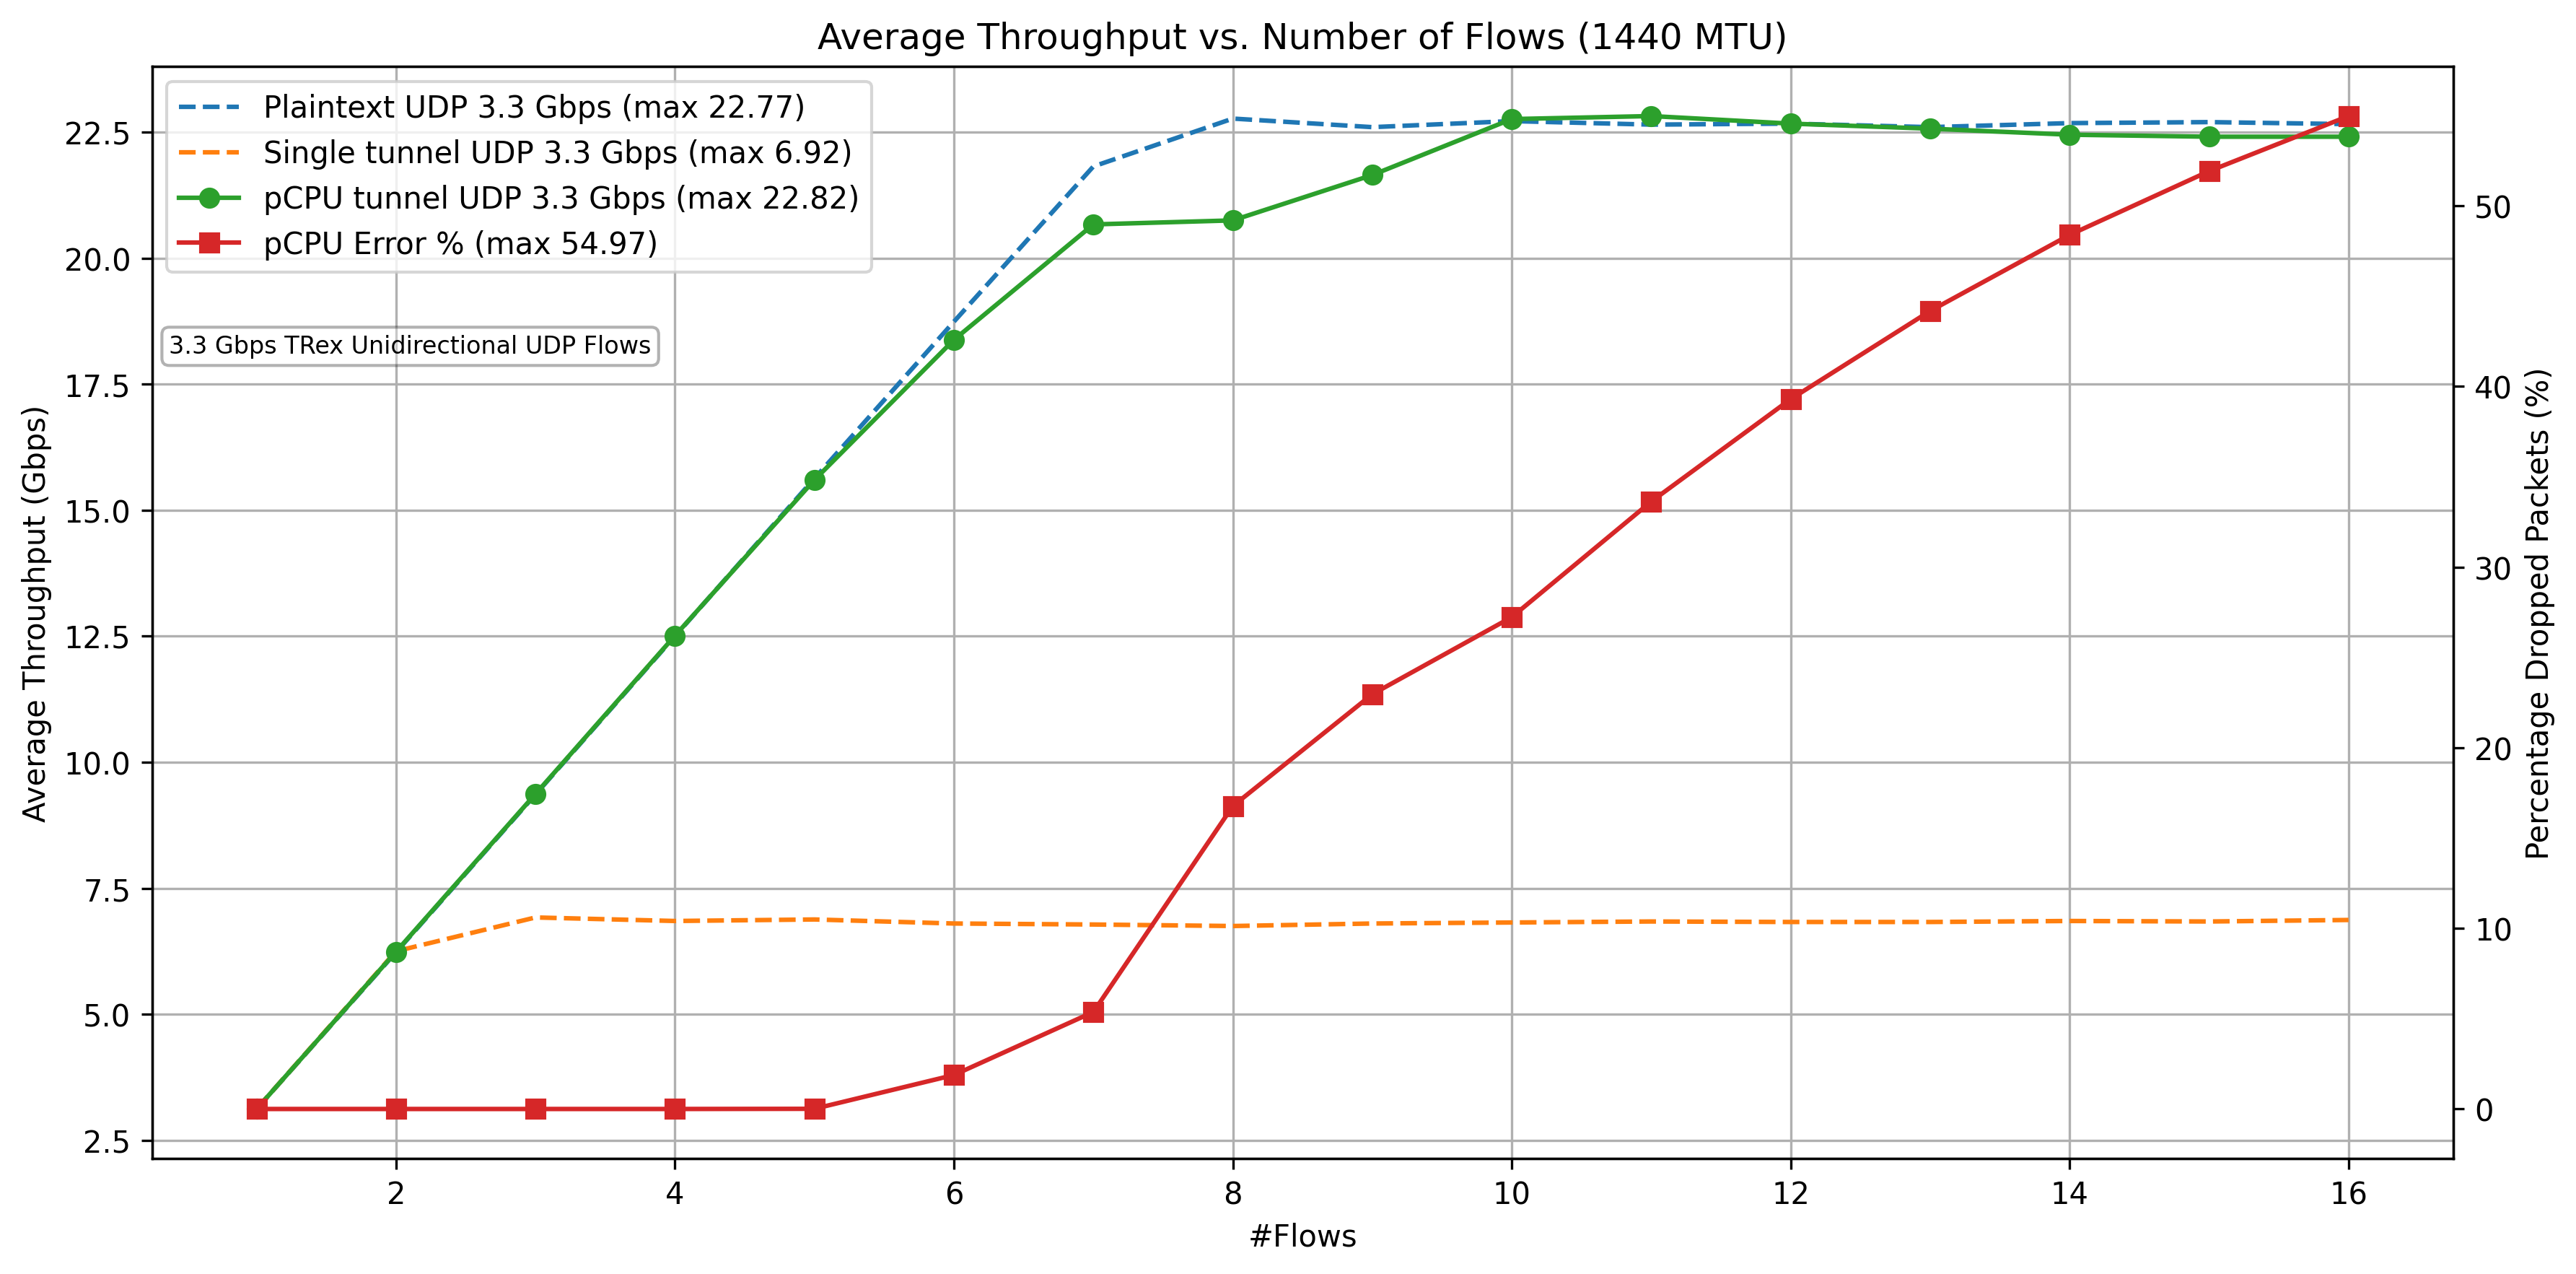 Average Throughput vs. Number of Flows (1440 MTU)
Plaintext UDP 3.3 Gbps (max 22.77)
Single tunnel UDP 3.3 Gbps (max 6.92)
pCPU tunnel UDP 3.3 Gbps (max 22.82)
pCPU Error % (max 54.97)
3.3 Gbps TRex Unidirectional UDP Flows
Average Throughput (Gbps)
22.5
20.0
17.5
15.0
12.5
10.0
7.5
5.0
2.5
Percentage Dropped Packets (%)
50
40
30
20
10
0
2
4
6
8
10
12
14
16
#Flows